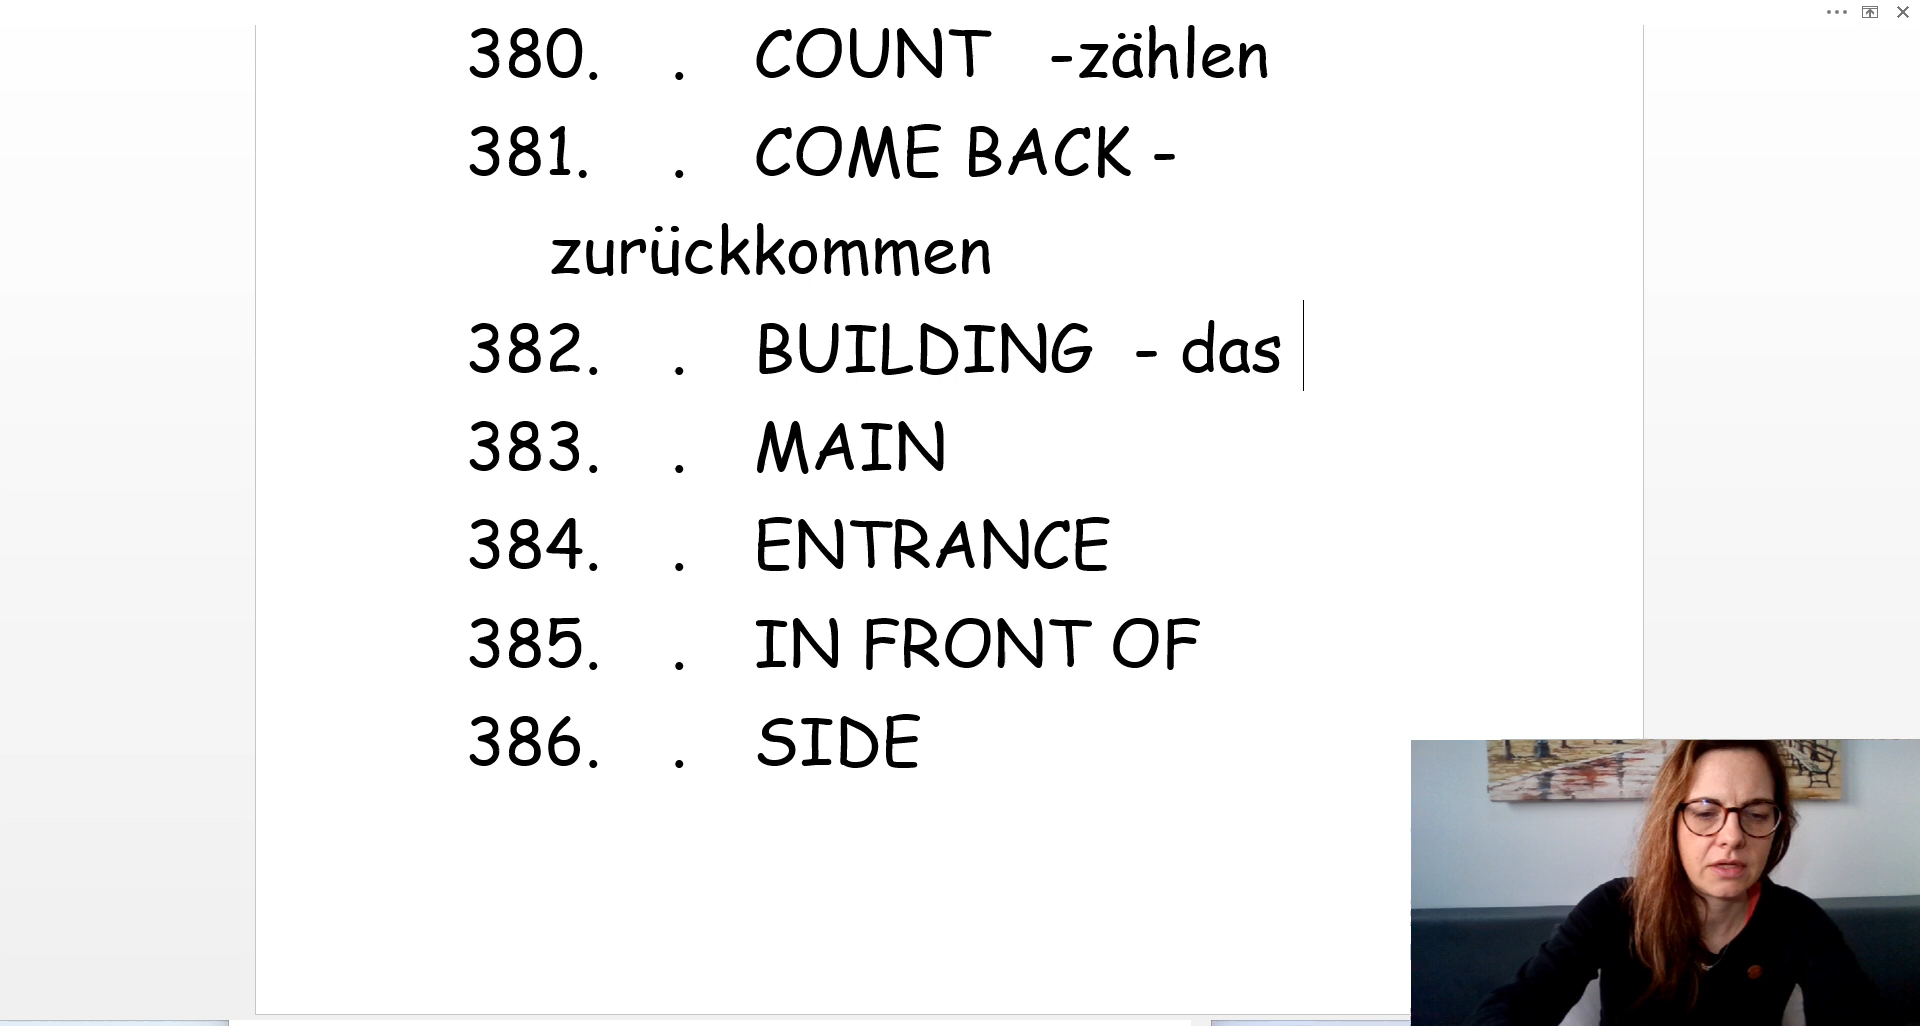 380. . COUNT -zählen
381. . COME BACK -
zurückkommen
382. . BUILDING - das
383. . MAIN
384. . ENTRANCE
385. . IN FRONT OF
386. . SIDE